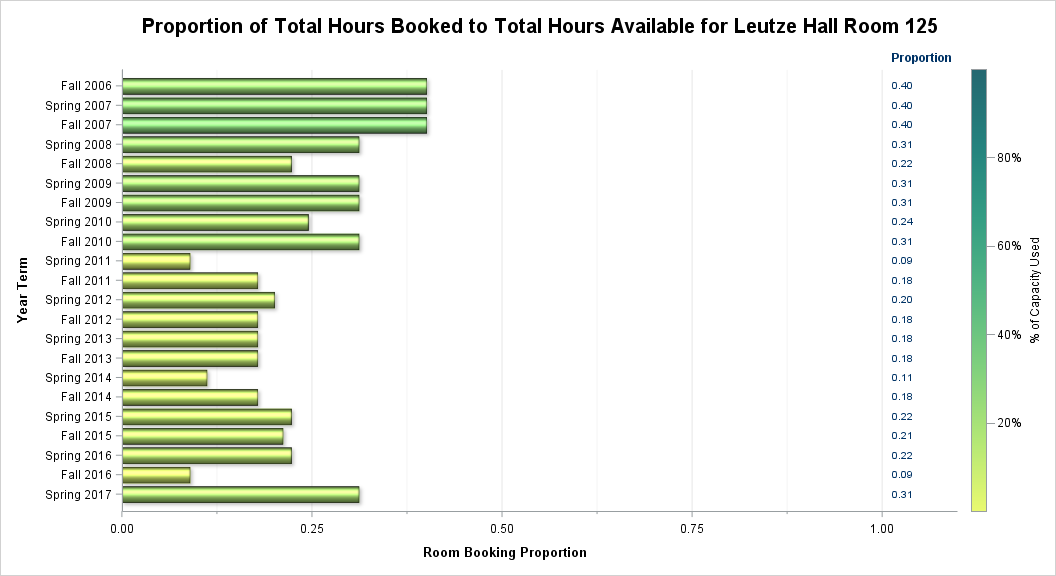 Proportion of Total Hours Booked to Total Hours Available for Leutze Hall Room 125
Proportion
Fall 2006 0.40
Spring 2007 0.40
Fall 2007 0.40
Spring 2008 0.31
Fall 2008 0.22
Spring 2009 0.31
Fall 2009 0.31
Spring 2010 0.24
Fall 2010 0.31
Spring 2011 0.09
Fall 2011 0.18
Spring 2012 0.20
Fall 2012 0.18
Spring 2013 0.18
Fall 2013 0.18
Spring 2014 0.11
Fall 2014 0.18
Spring 2015 0.22
Fall 2015 0.21
Spring 2016 0.22
Fall 2016 0.09
Spring 2017 0.31
Year Term
0.00 0.25 0.50 0.75 1.00
Room Booking Proportion
80%
60%
40%
20%
% of Capacity Used